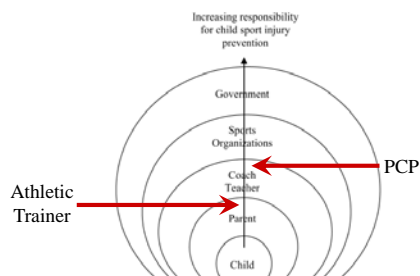 Increasing responsibility
for child sport injury
prevention
Government
Sports
Organizations
PCP
Coach
Teacher
Athletic
Trainer
Parent
Child